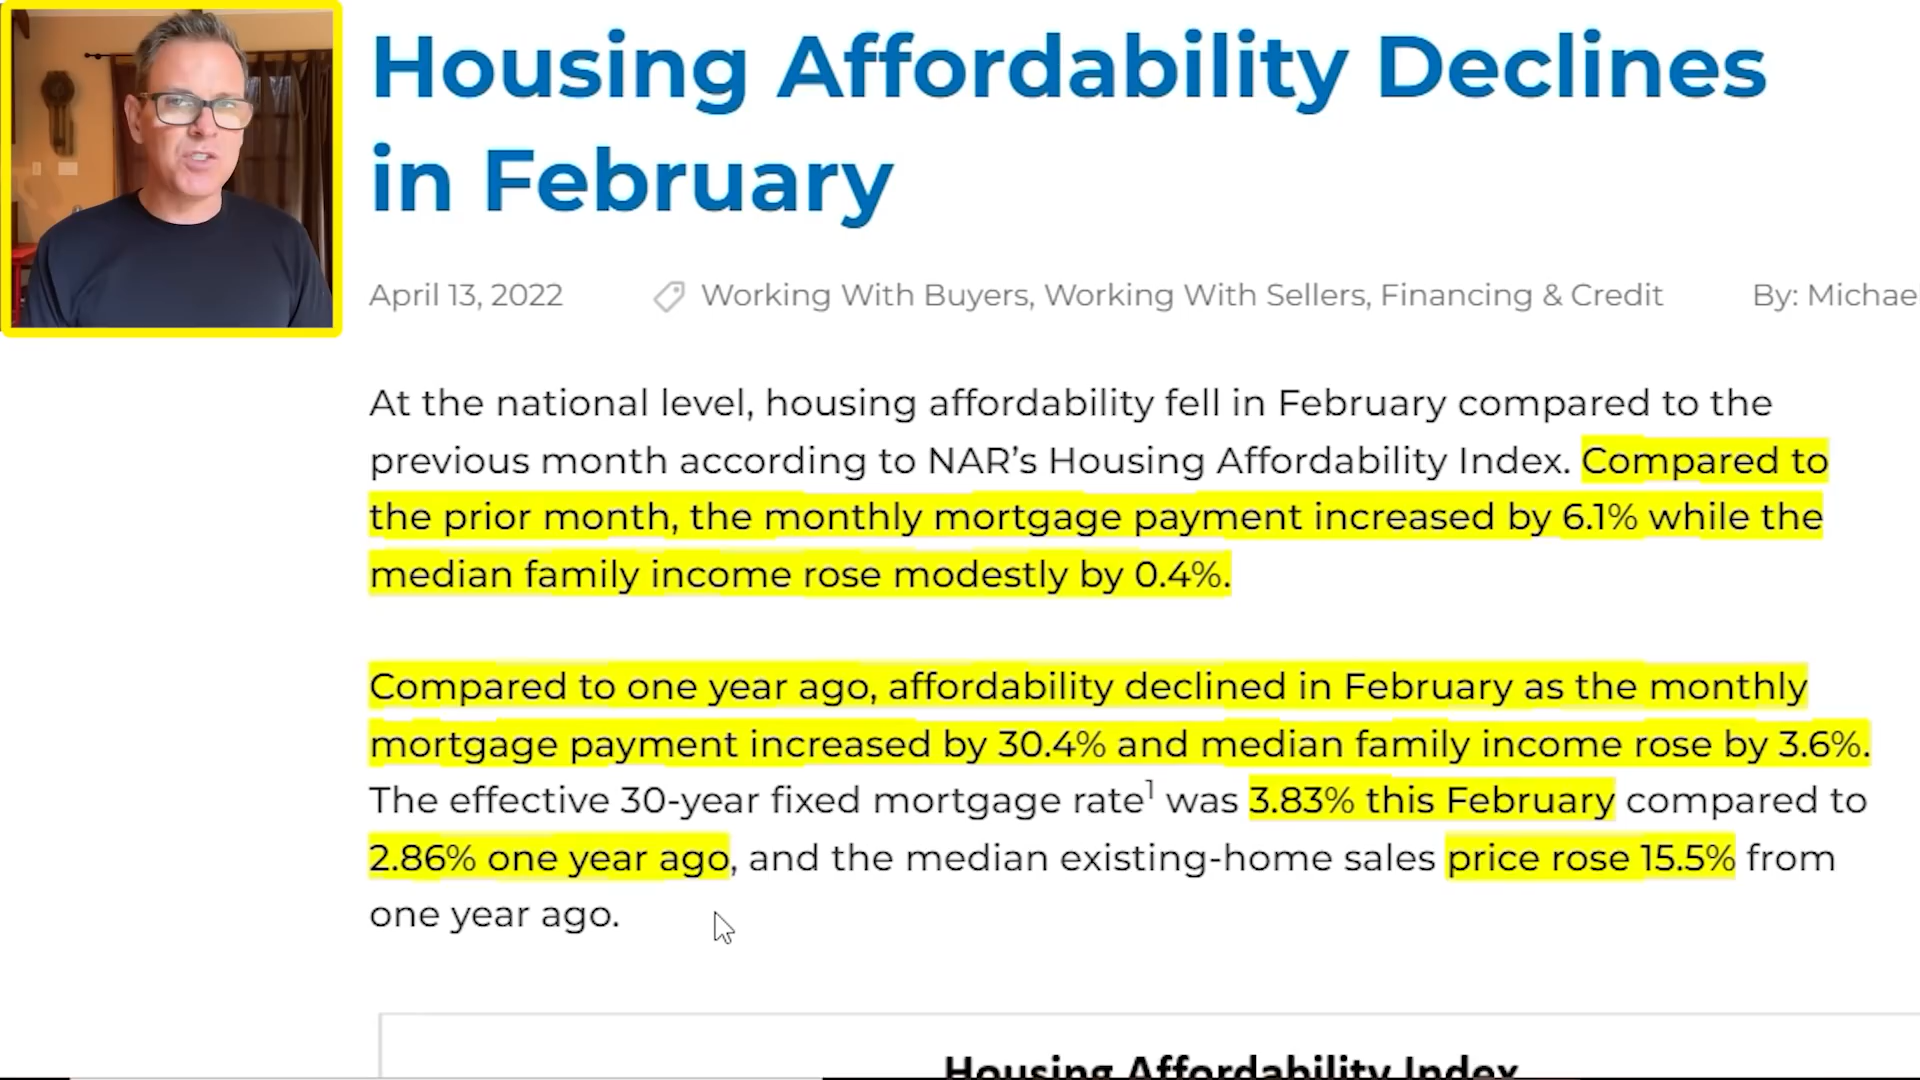 Housing Affordability Declines
in February
April 13, 2022 Working With Buyers, Working With Sellers, Financing & Credit By: Michae
At the national level, housing affordability fell in February compared to the
previous month according to NAR’s Housing Affordability Index. Compared to
the prior month, the monthly mortgage payment increased by 6.1% while the
median family income rose modestly by 0.4%.
Compared to one year ago, affordability declined in February as the monthly
mortgage payment increased by 30.4% and median family income rose by 3.6%.
The effective 30-year fixed mortgage rate¹ was 3.83% this February compared to
2.86% one year ago, and the median existing-home sales price rose 15.5% from
one year ago.
Housing Affordability Index